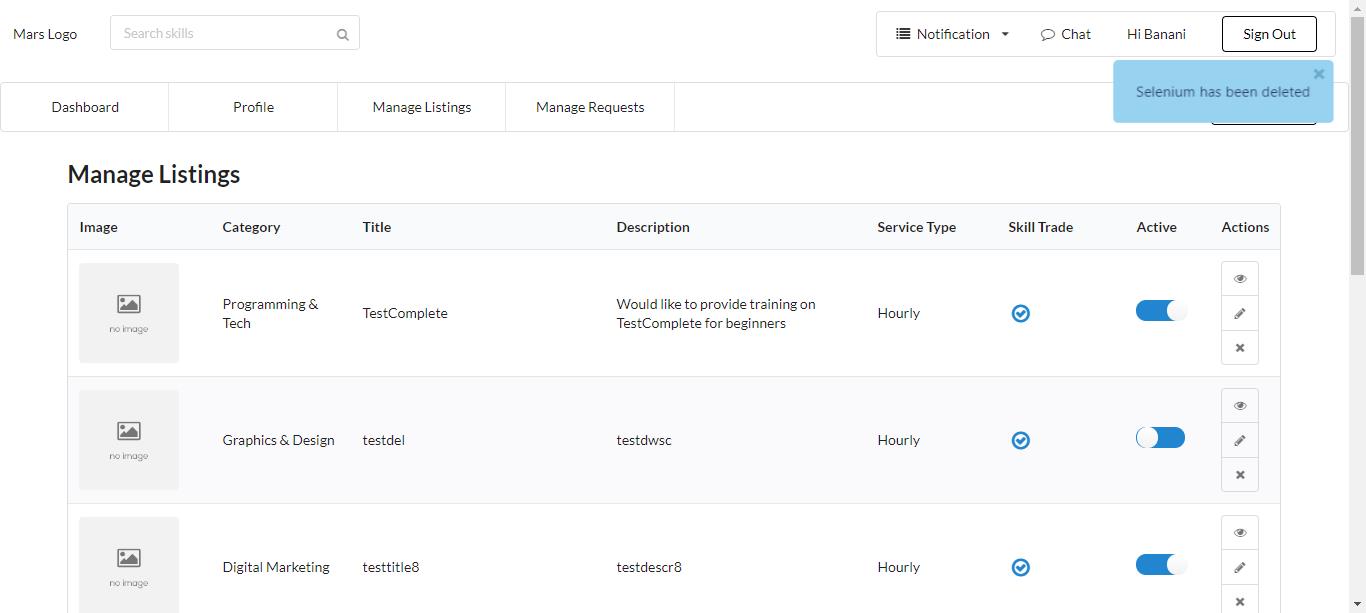 Mars Logo
Search skills
Notification
Chat
Hi Banani
Sign Out
Selenium has been deleted
Dashboard
Profile
Manage Listings
Manage Requests
Manage Listings
Image Category Title Description Service Type Skill Trade Active Actions
no image
Programming &
Tech
TestComplete
Would like to provide training on
TestComplete for beginners
Hourly
no image
Graphics & Design
testdel
testdwsc
Hourly
no image
Digital Marketing
testtitle8
testdescr8
Hourly